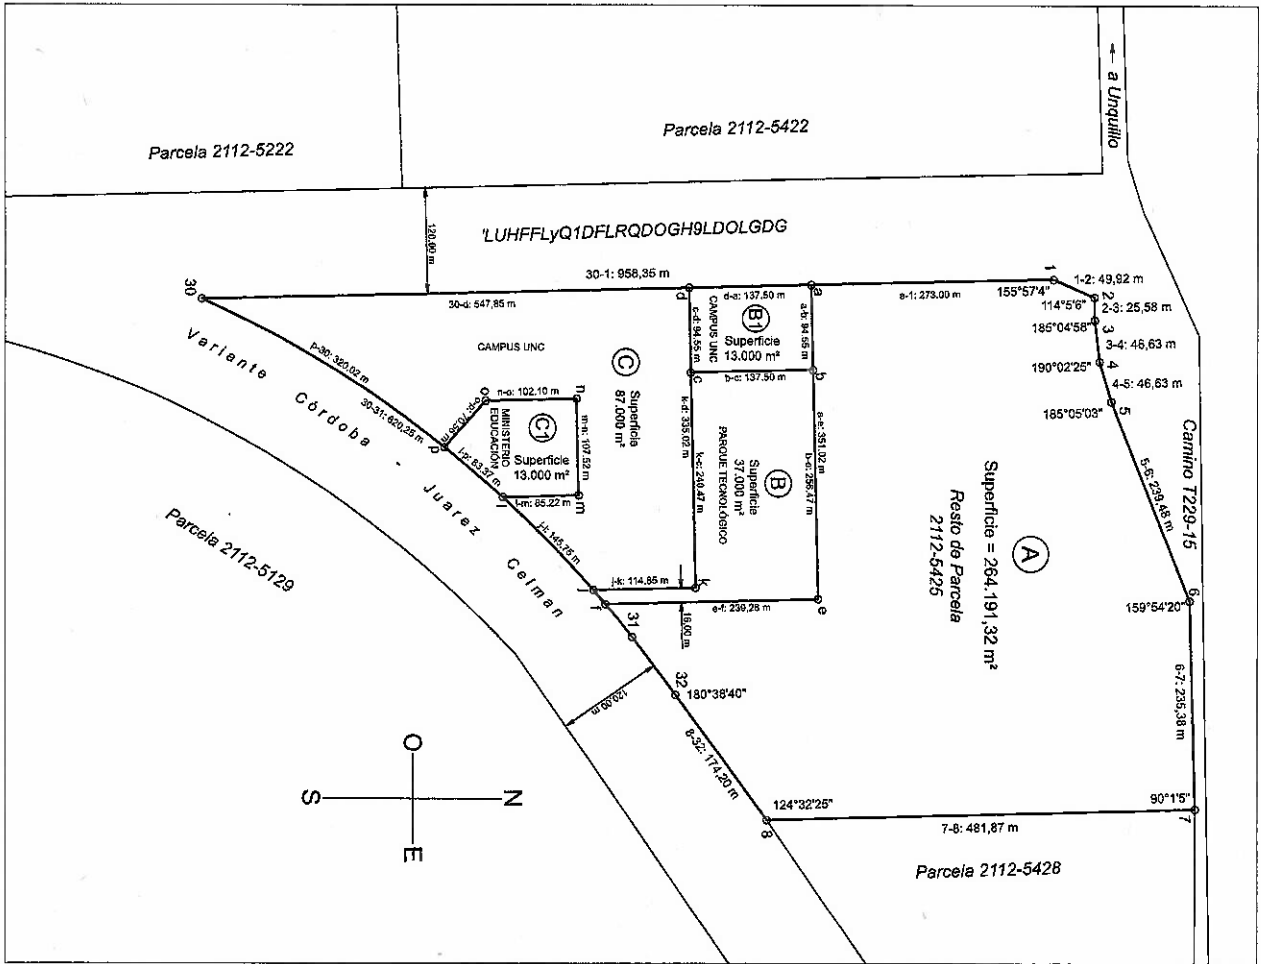 ← a Unquillo
Parcela 2112-5422
Parcela 2112-5222
'LUHFFLyQ1DFLRQDOGH9LDOLGDG
120.00 m
30-1: 958,35 m
30-d: 547,85 m
d-a: 137.50 m
a-1: 273.00 m
1
155°57'4"
1-2: 49,92 m
2
114°5'6"
2-3: 25,58 m
3
185°04'58"
3-4: 46,63 m
4
190°02'25"
4-5: 46,63 m
5
185°05'03"
5-6: 239,48 m
Camino T229-15
6
159°54'20"
6-7: 235,38 m
90°1'5"
7
7-8: 481,87 m
124°32'25"
8
8-32: 174,20 m
180°38'40"
32
31
120,00 m
30
d
a
c-d: 94.55 m
CAMPUS UNC
B1
Superficie
13.000 m²
a-b: 94.55 m
b-c: 137.50 m
c
b
k-d: 335.02 m
k-c: 240.47 m
PARQUE TECNOLÓGICO
B
Superficie
37.000 m²
a-e: 351.02 m
b-e: 256.47 m
k
e
e-f: 239,28 m
16.00 m
j-k: 114.85 m
j
f
A
Superficie = 264.191,32 m²
Resto de Parcela
2112-5425
CAMPUS UNC
C
Superficie
87.000 m²
n-o: 102.10 m
o
n
m-n: 107.52 m
C1
Superficie
13.000 m²
MINISTERIO
EDUCACIÓN
o-p: 70.56 m
p
l-p: 83.37 m
l-m: 85.22 m
l
m
j-l: 145.75 m
p-30: 320.02 m
30-31: 620,25 m
Variante Córdoba - Juarez Celman
Parcela 2112-5129
Parcela 2112-5428
O
S
N
E